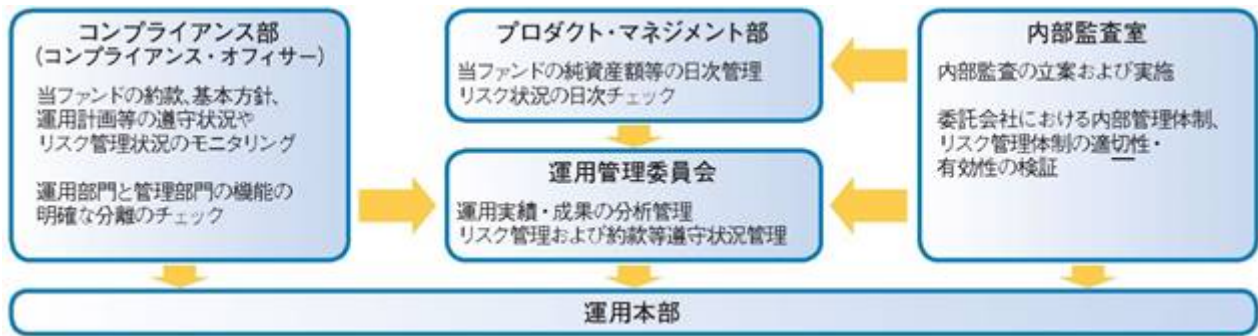 コンプライアンス部
(コンプライアンス・オフィサー)
当ファンドの約款、基本方針、
運用計画等の遵守状況や
リスク管理状況のモニタリング
運用部門と管理部門の機能の
明確な分離のチェック
プロダクト・マネジメント部
当ファンドの純資産額等の日次管理
リスク状況の日次チェック
運用管理委員会
運用実績・成果の分析管理
リスク管理および約款等遵守状況管理
内部監査室
内部監査の立案および実施
委託会社における内部管理体制、
リスク管理体制の適切性・
有効性の検証
運用本部